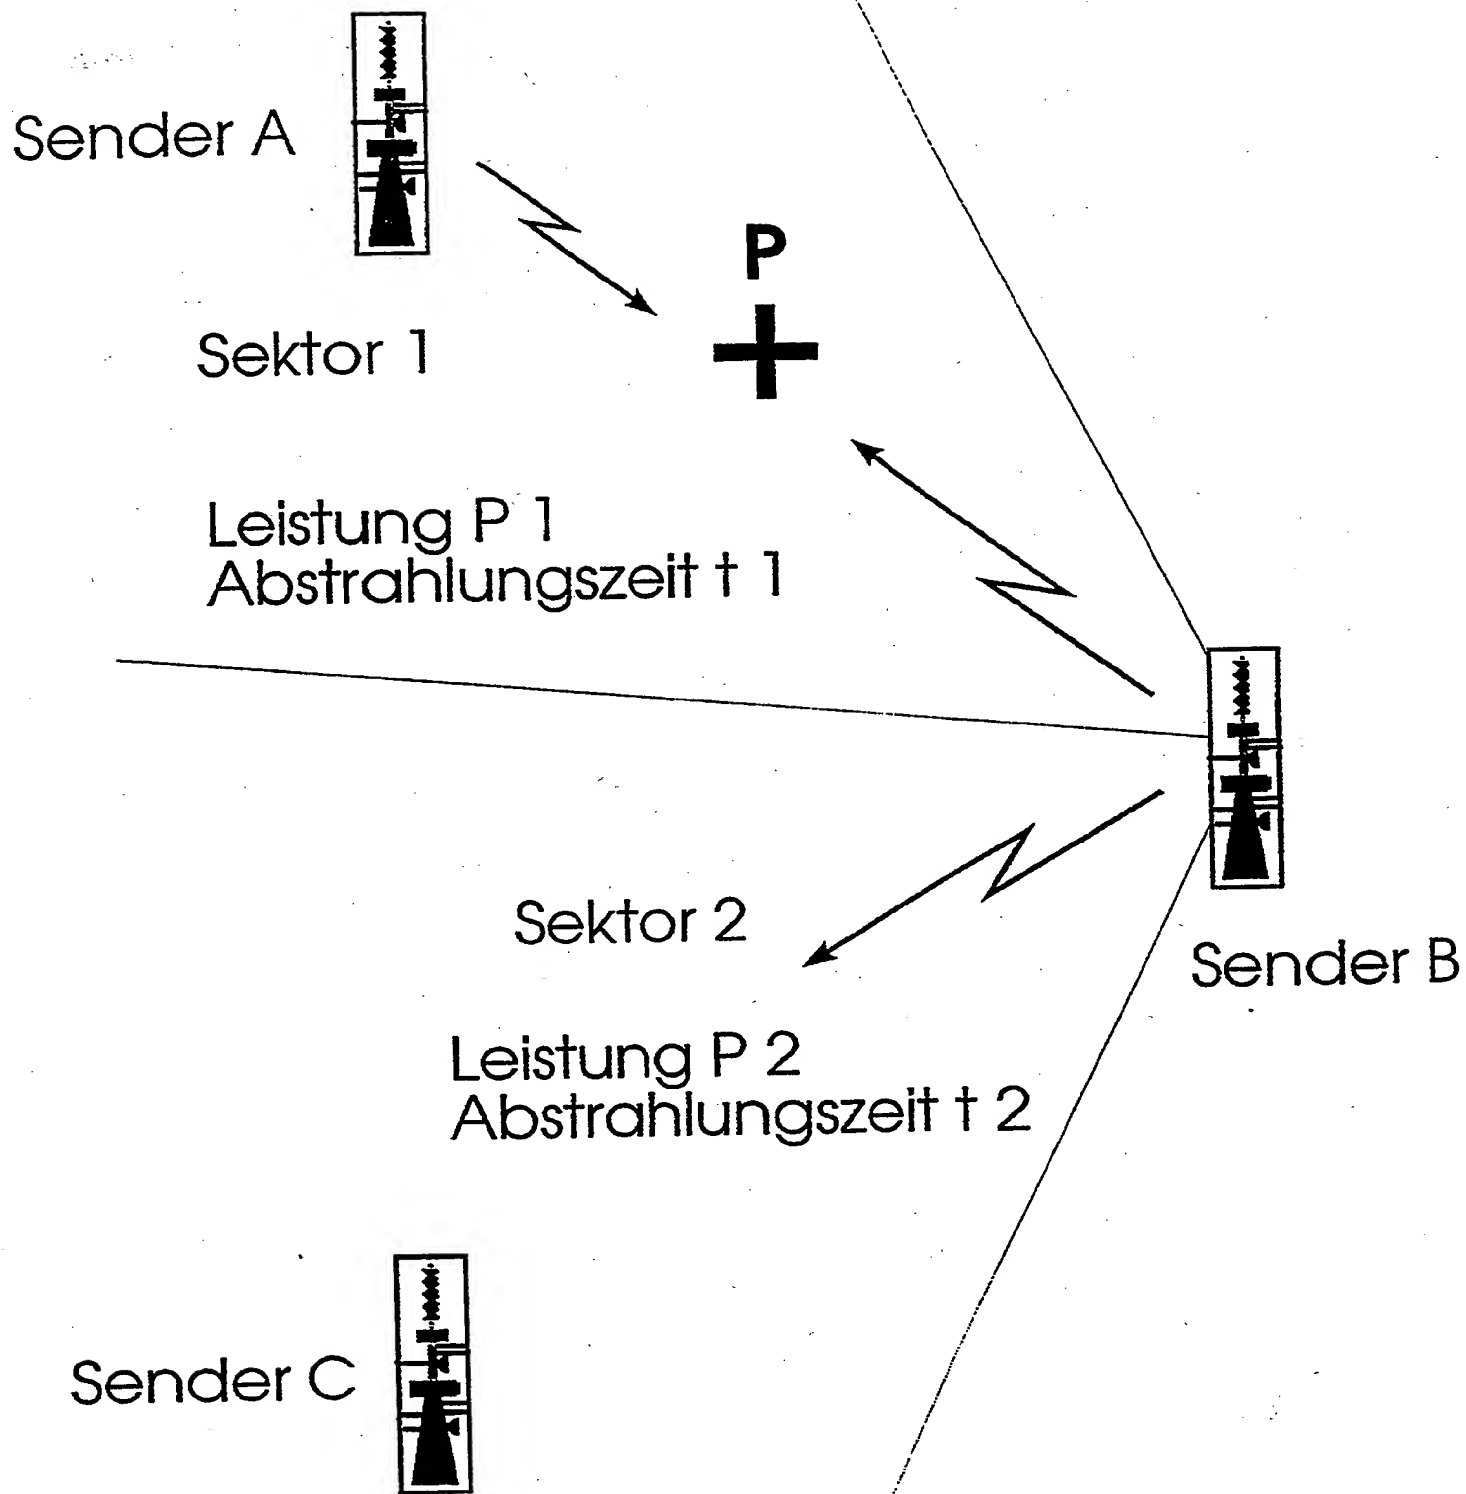 Sender A
P
Sektor 1
Leistung P 1
Abstrahlungszeit t 1
Sektor 2
Sender B
Leistung P 2
Abstrahlungszeit t 2
Sender C